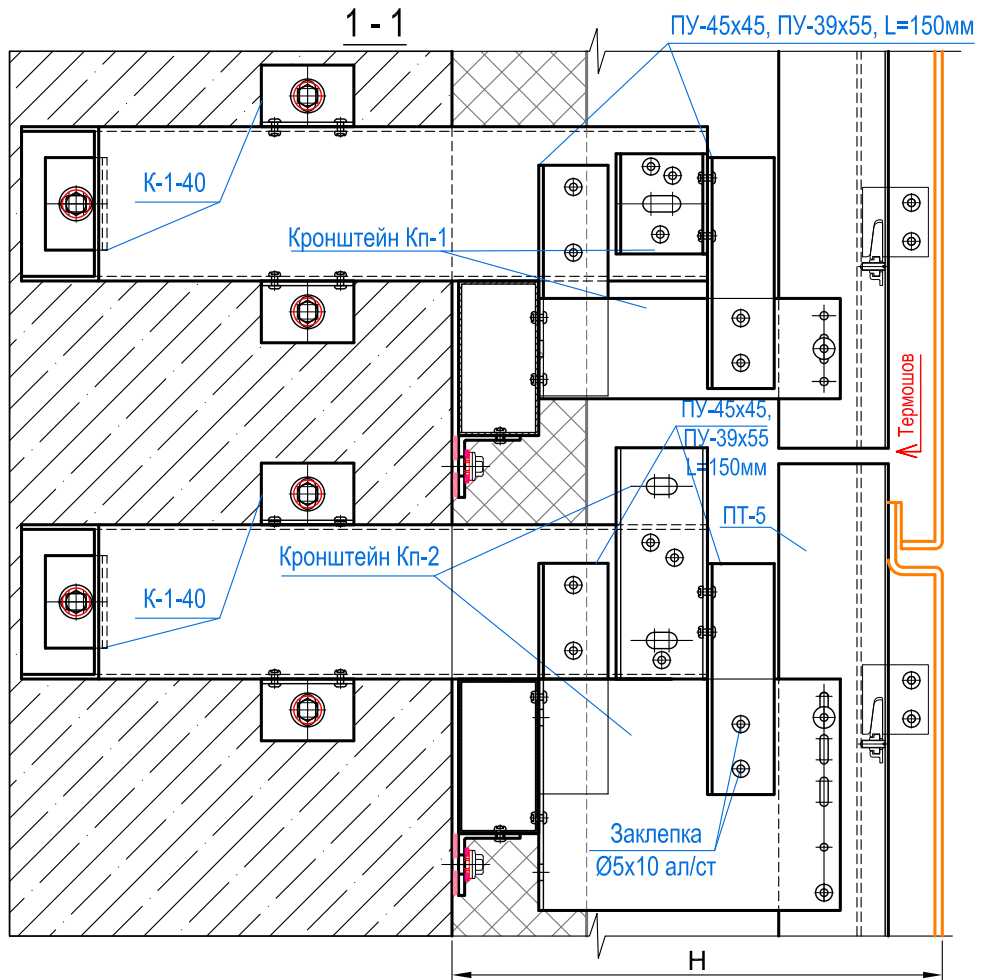 1 - 1
ПУ-45х45, ПУ-39х55, L=150мм
К-1-40
Кронштейн Кп-1
Термошов
ПУ-45х45,
ПУ-39х55
L=150мм
ПТ-5
Кронштейн Кп-2
К-1-40
Заклепка
Ø5х10 ал/ст
Н